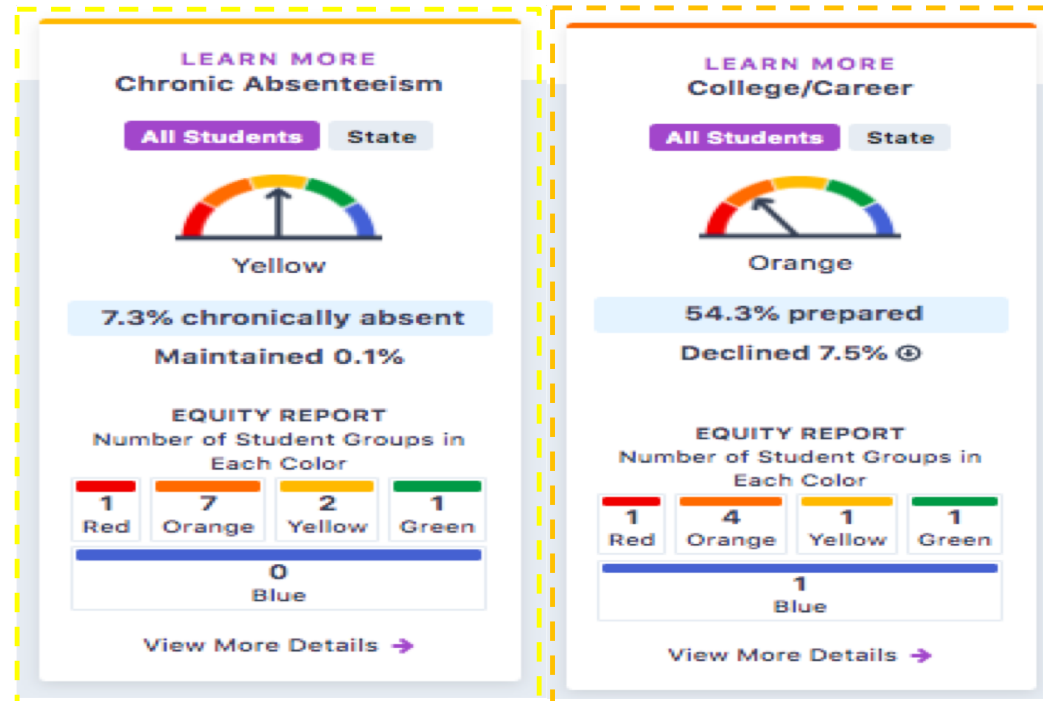 LEARN MORE
Chronic Absenteeism
All Students State
Yellow
7.3% chronically absent
Maintained 0.1%
EQUITY REPORT
Number of Student Groups in
Each Color
1 7 2 1
Red Orange Yellow Green
0
Blue
View More Details →
LEARN MORE
College/Career
All Students State
Orange
54.3% prepared
Declined 7.5%
EQUITY REPORT
Number of Student Groups in
Each Color
1 4 1 1
Red Orange Yellow Green
1
Blue
View More Details →